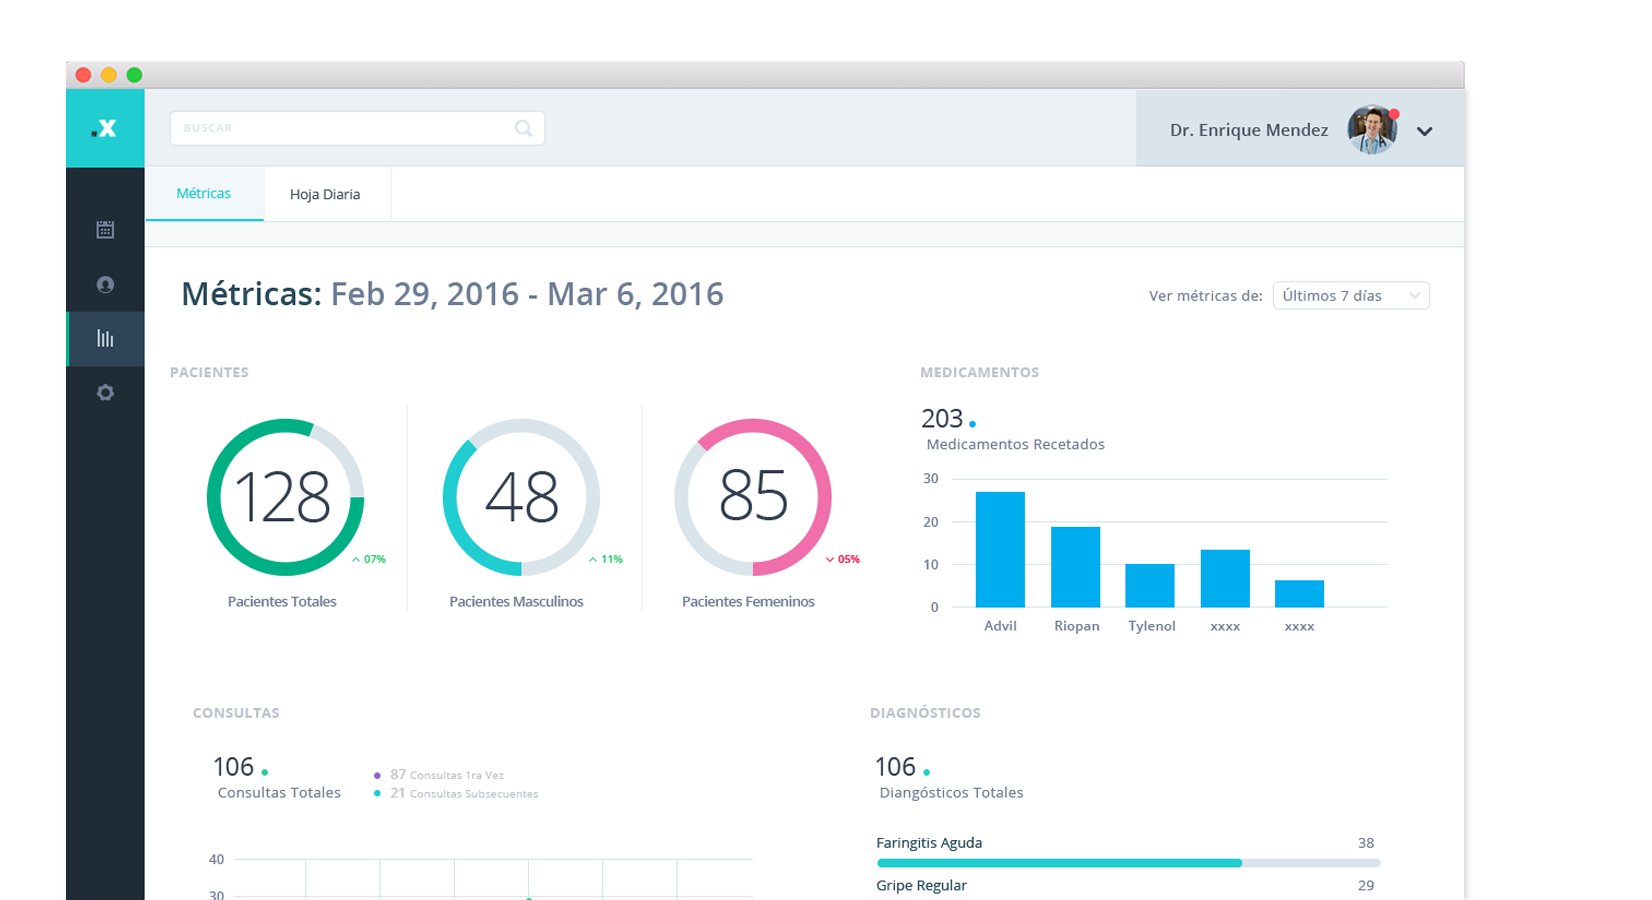 .x
BUSCAR
Dr. Enrique Mendez
Métricas
Hoja Diaria
Métricas: Feb 29, 2016 - Mar 6, 2016
Ver métricas de:
Últimos 7 días
PACIENTES
128
07%
Pacientes Totales
48
11%
Pacientes Masculinos
85
05%
Pacientes Femeninos
MEDICAMENTOS
203
Medicamentos Recetados
30
20
10
0
Advil
Riopan
Tylenol
xxxx
xxxx
CONSULTAS
106
Consultas Totales
87 Consultas 1ra Vez
21 Consultas Subsecuentes
40
30
DIAGNÓSTICOS
106
Diangósticos Totales
Faringitis Aguda 38
Gripe Regular 29